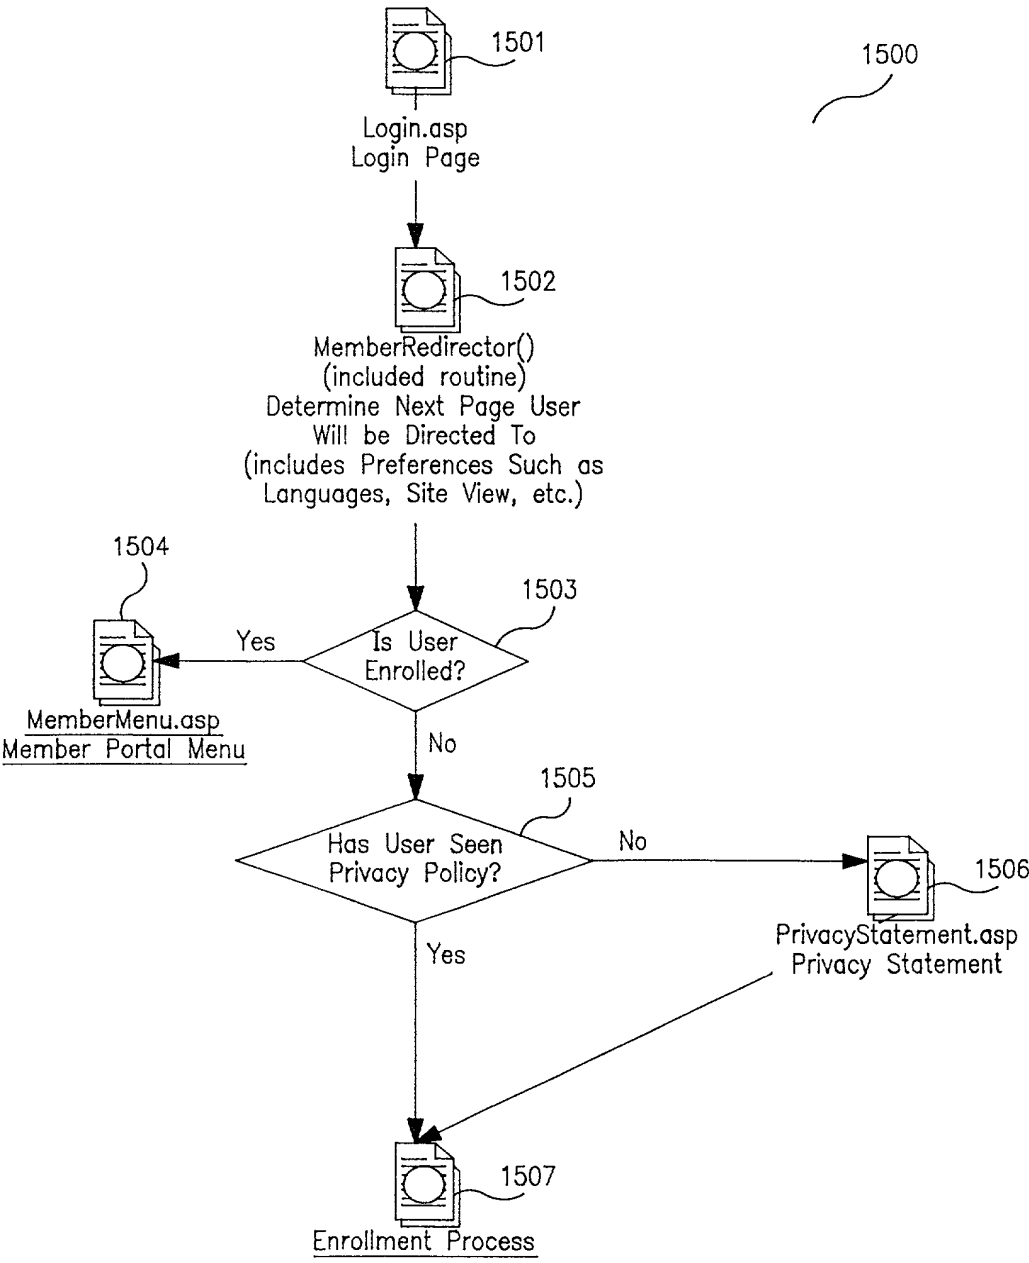 1501
1500
Login.asp
Login Page
1502
MemberRedirector()
(included routine)
Determine Next Page User
Will be Directed To
(includes Preferences Such as
Languages, Site View, etc.)
1504
1503
Yes
Is User
Enrolled?
MemberMenu.asp
Member Portal Menu
No
1505
Has User Seen
Privacy Policy?
No
1506
PrivacyStatement.asp
Privacy Statement
Yes
1507
Enrollment Process